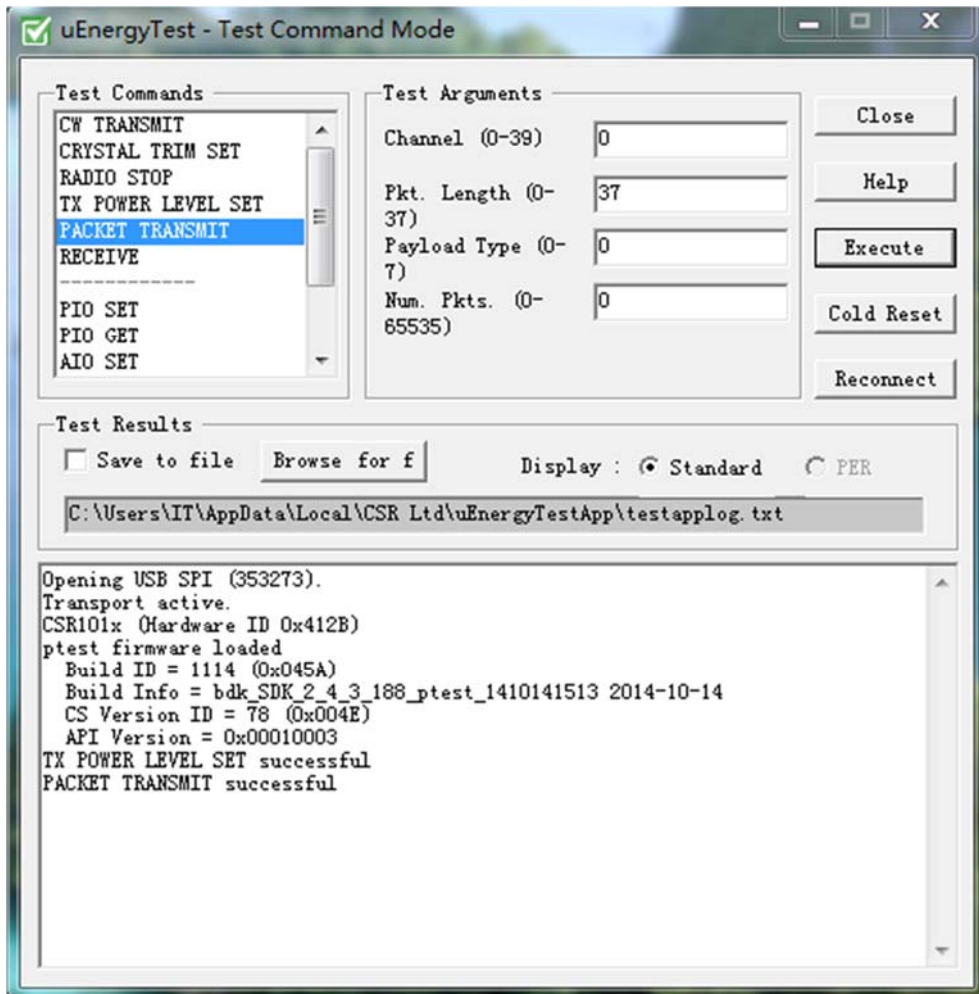 uEnergyTest - Test Command Mode
Test Commands
CW TRANSMIT
CRYSTAL TRIM SET
RADIO STOP
TX POWER LEVEL SET
PACKET TRANSMIT
RECEIVE
------------
PIO SET
PIO GET
AIO SET
Test Arguments
Channel (0-39) 0
Pkt. Length (0-
37) 37
Payload Type (0-
7) 0
Num. Pkts. (0-
65535) 0
Close
Help
Execute
Cold Reset
Reconnect
Test Results
Save to file Browse for f Display : Standard PER
C:\Users\IT\AppData\Local\CSR Ltd\uEnergyTestApp\testapplog.txt
Opening USB SPI (353273).
Transport active.
CSR101x (Hardware ID 0x412B)
ptest firmware loaded
Build ID = 1114 (0x045A)
Build Info = bdk_SDK_2_4_3_188_ptest_1410141513 2014-10-14
CS Version ID = 78 (0x004E)
API Version = 0x00010003
TX POWER LEVEL SET successful
PACKET TRANSMIT successful